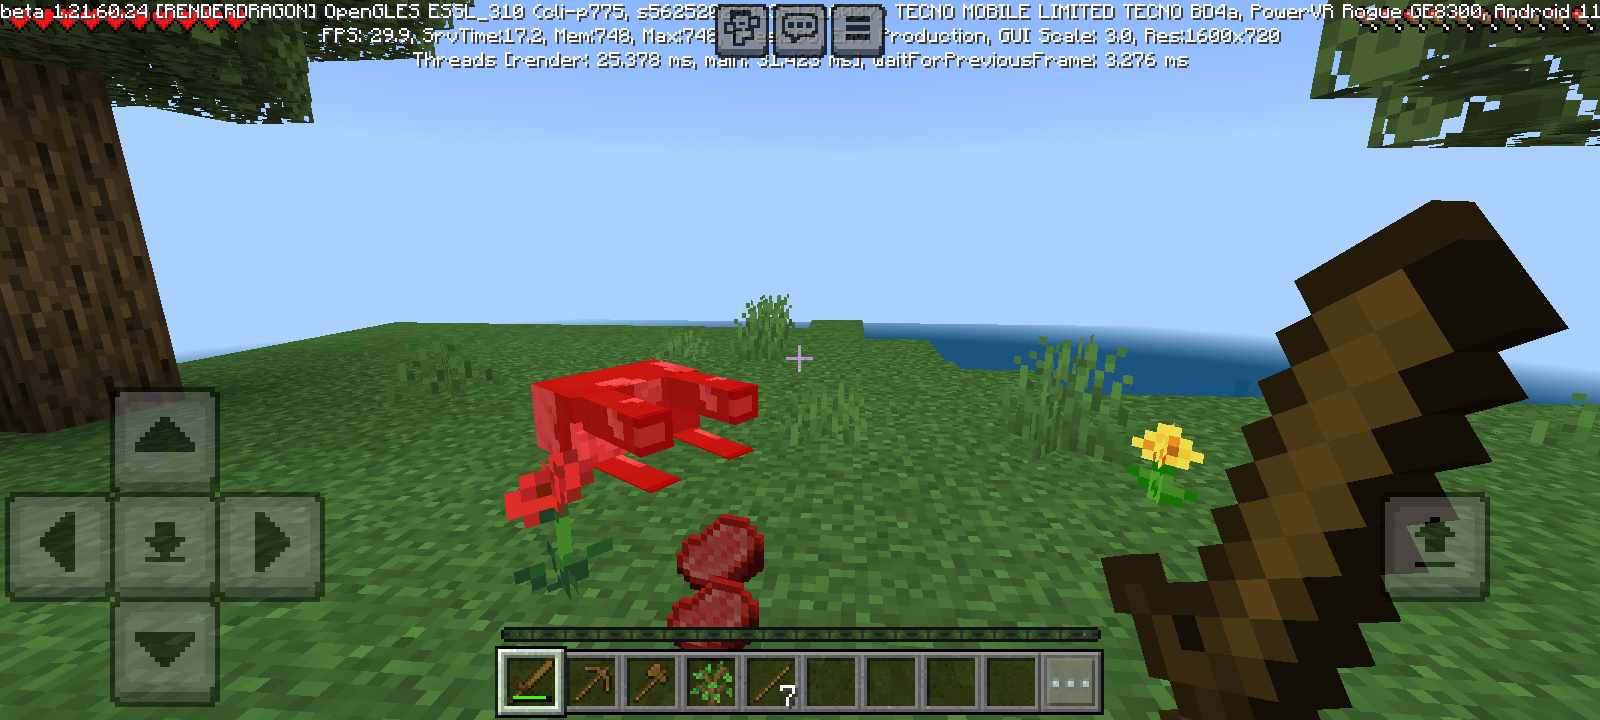 beta 1.21.60.24 [RENDERDRAGON] OpenGLES ESSL_310 (cli-p775, TECNO MOBILE LIMITED TECNO BD4a, PowerVR Rogue GE8300, Android 11
FPS: 29.9, SrvTime:17.2, Mem:748, Production, GUI Scale: 3.0, Res:1600x720
Threads [render: 25.378 ms, waitForPreviousFrame: 3.276 ms
7